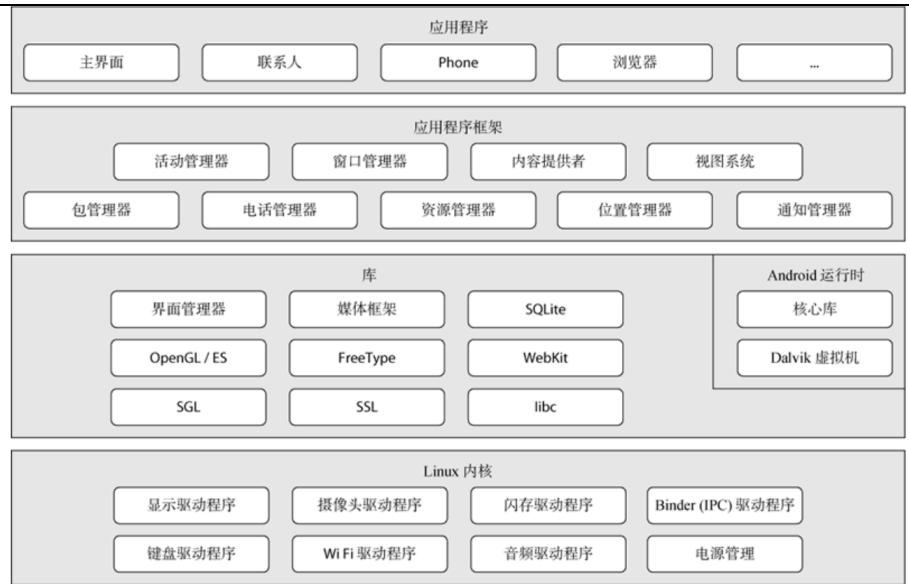 应用程序
主界面 联系人 Phone 浏览器 ...
应用程序框架
活动管理器 窗口管理器 内容提供者 视图系统
包管理器 电话管理器 资源管理器 位置管理器 通知管理器
库
界面管理器 媒体框架 SQLite
OpenGL / ES FreeType WebKit
SGL SSL libc
Android 运行时
核心库
Dalvik 虚拟机
Linux 内核
显示驱动程序 摄像头驱动程序 闪存驱动程序 Binder (IPC) 驱动程序
键盘驱动程序 Wi Fi 驱动程序 音频驱动程序 电源管理